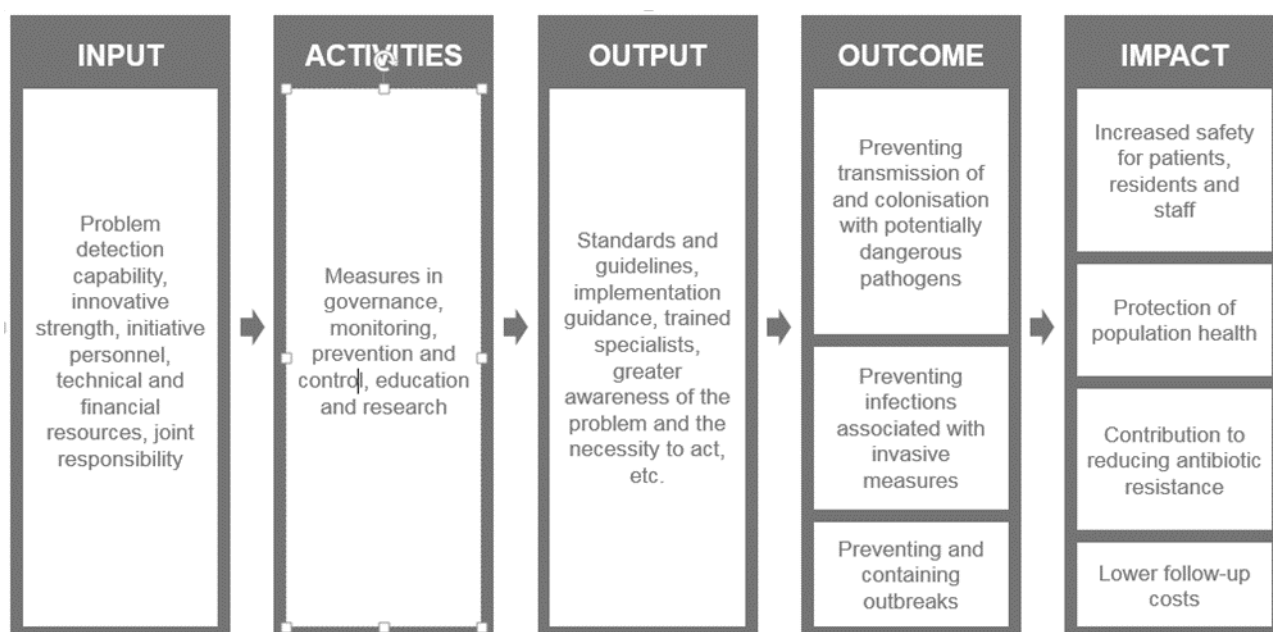 INPUT
Problem
detection
capability,
innovative
strength, initiative
personnel,
technical and
financial
resources, joint
responsibility
ACTIVITIES
Measures in
governance,
monitoring,
prevention and
control, education
and research
OUTPUT
Standards and
guidelines,
implementation
guidance, trained
specialists,
greater
awareness of the
problem and the
necessity to act,
etc.
OUTCOME
Preventing
transmission of
and colonisation
with potentially
dangerous
pathogens
Preventing
infections
associated with
invasive
measures
Preventing and
containing
outbreaks
IMPACT
Increased safety
for patients,
residents and
staff
Protection of
population health
Contribution to
reducing antibiotic
resistance
Lower follow-up
costs